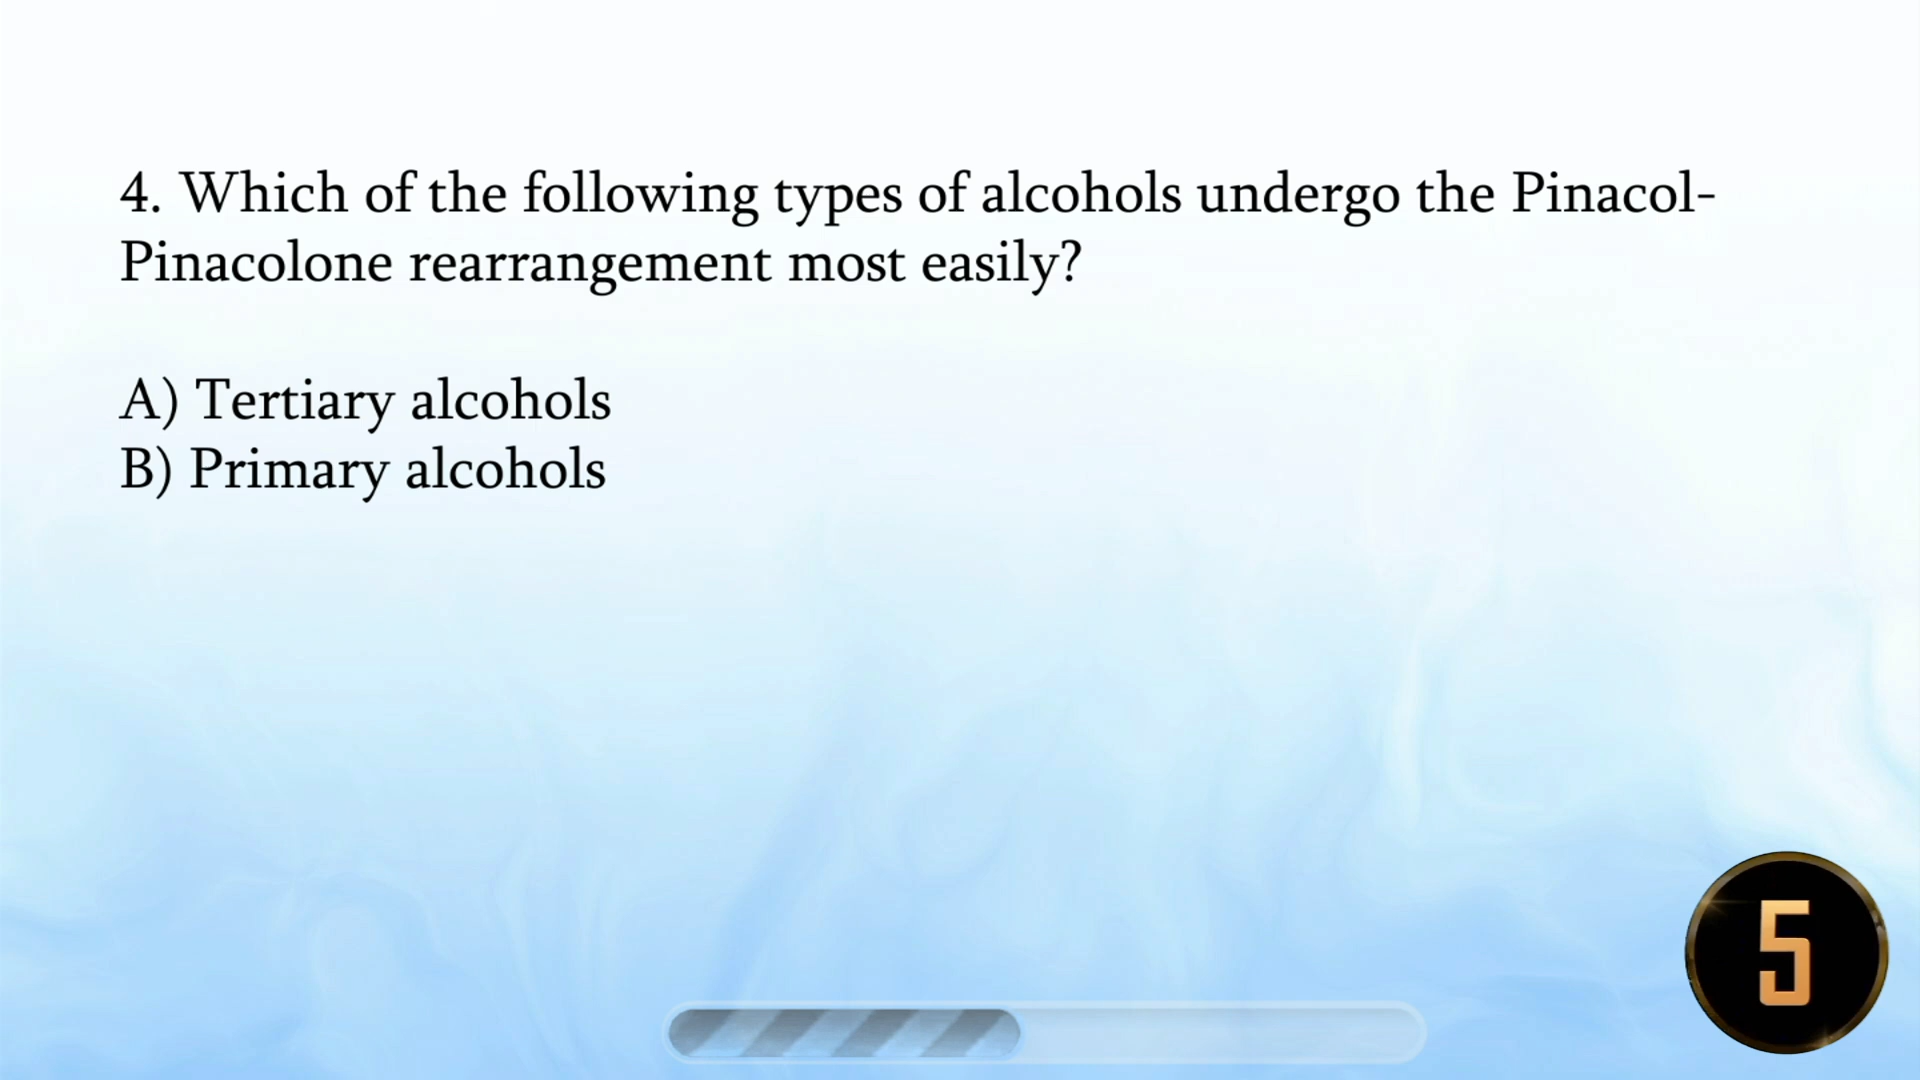 4. Which of the following types of alcohols undergo the Pinacol-
Pinacolone rearrangement most easily?
A) Tertiary alcohols
B) Primary alcohols
5